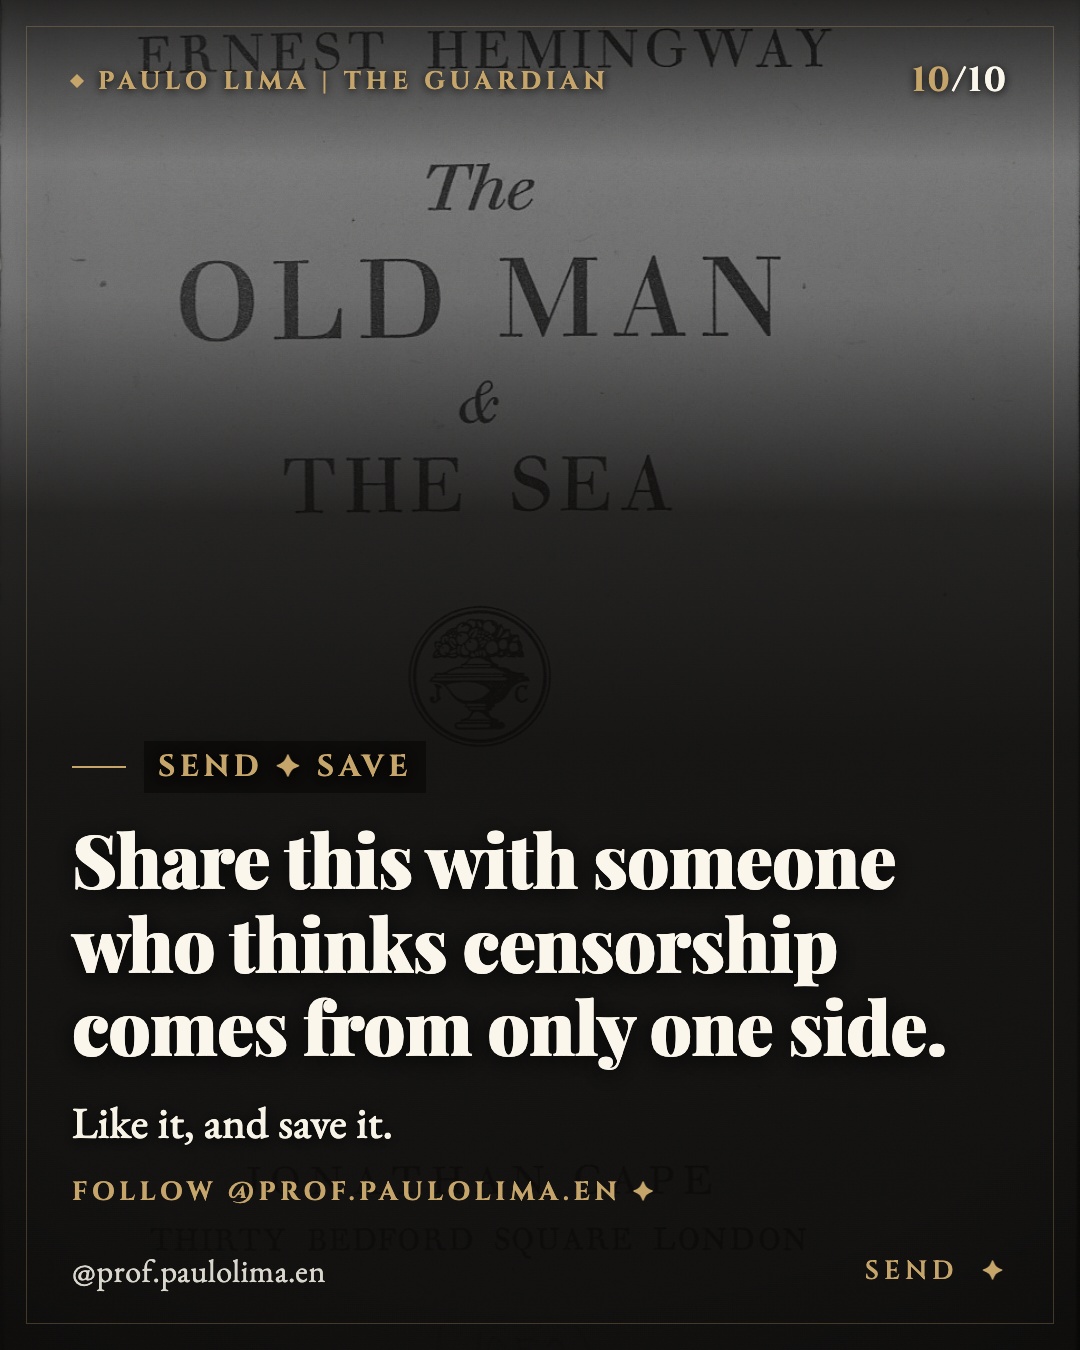 ERNEST HEMINGWAY
◆ PAULO LIMA | THE GUARDIAN
10/10
The
OLD MAN
&
THE SEA
J C
SEND ✦ SAVE
Share this with someone
who thinks censorship
comes from only one side.
Like it, and save it.
JONATHAN CAPE
FOLLOW @PROF.PAULOLIMA.EN ✦
THIRTY BEDFORD SQUARE LONDON
@prof.paulolima.en
SEND ✦